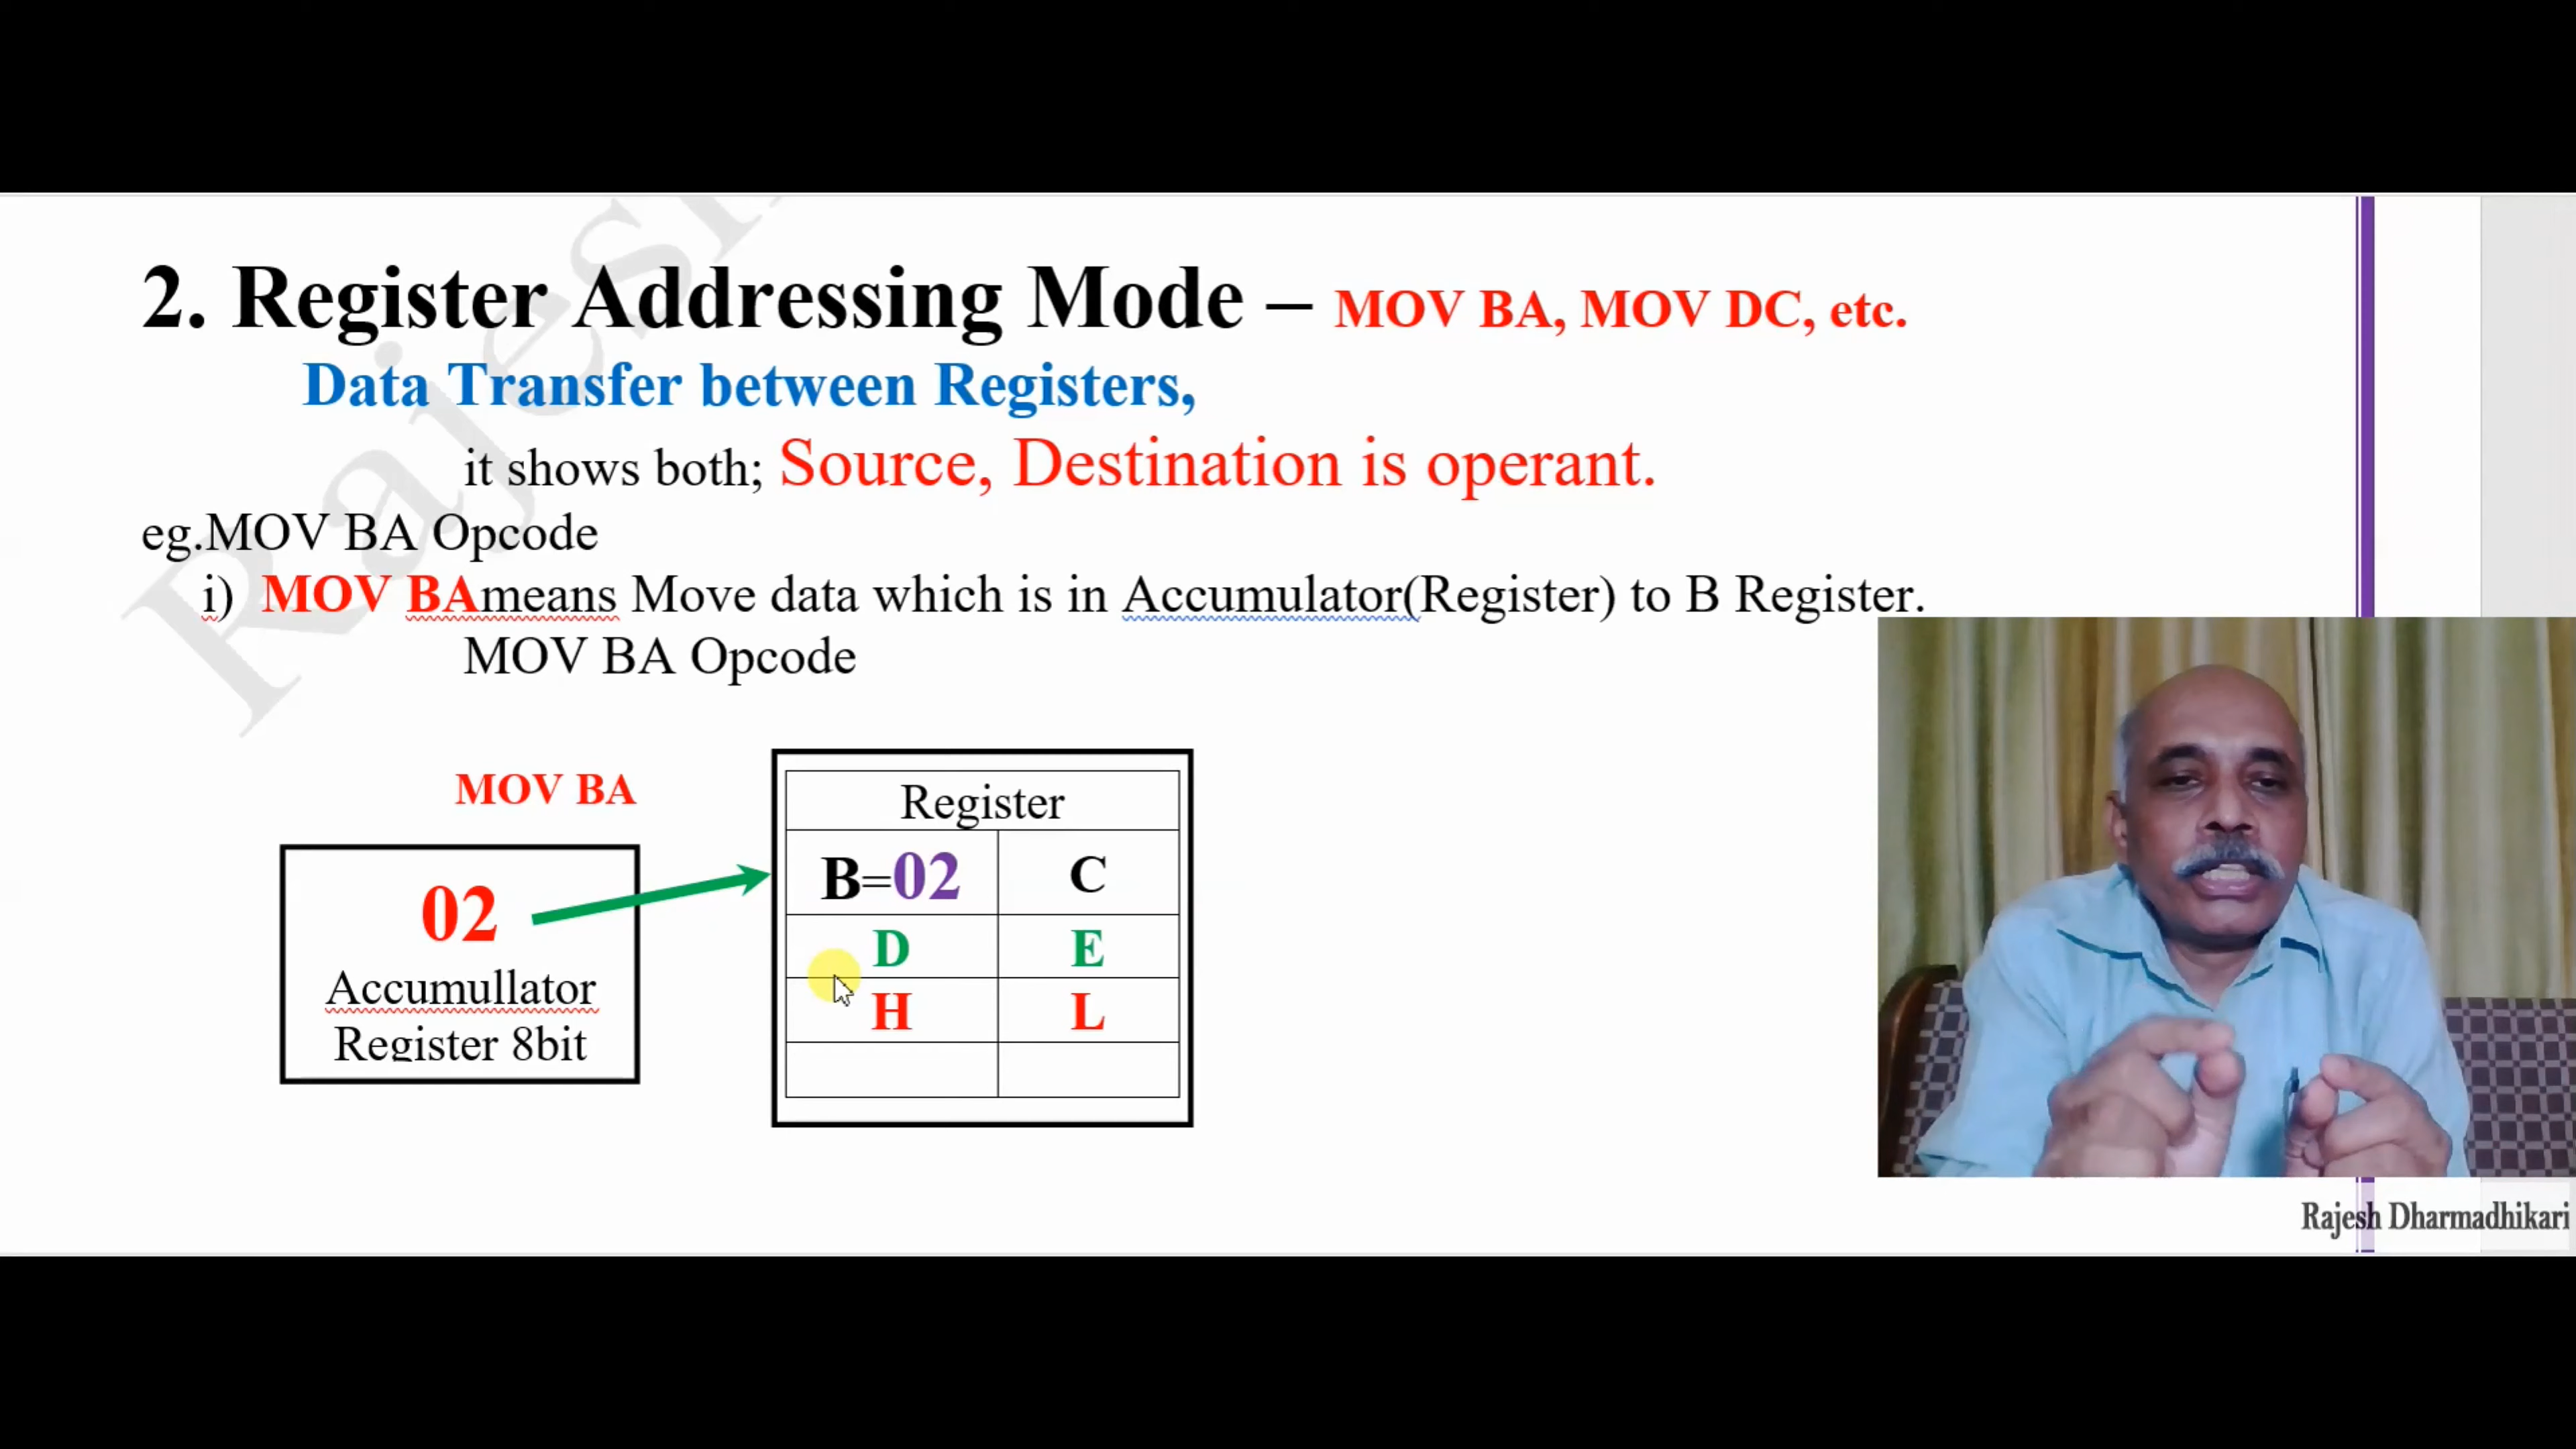 2. Register Addressing Mode – MOV BA, MOV DC, etc.
Data Transfer between Registers,
it shows both; Source, Destination is operant.
eg.MOV BA Opcode
i) MOV BAmeans Move data which is in Accumulator(Register) to B Register.
MOV BA Opcode
MOV BA
02
Accumullator
Register 8bit
Register
B=02 C
D E
H L
Rajesh Dharmadhikari
Rajesh